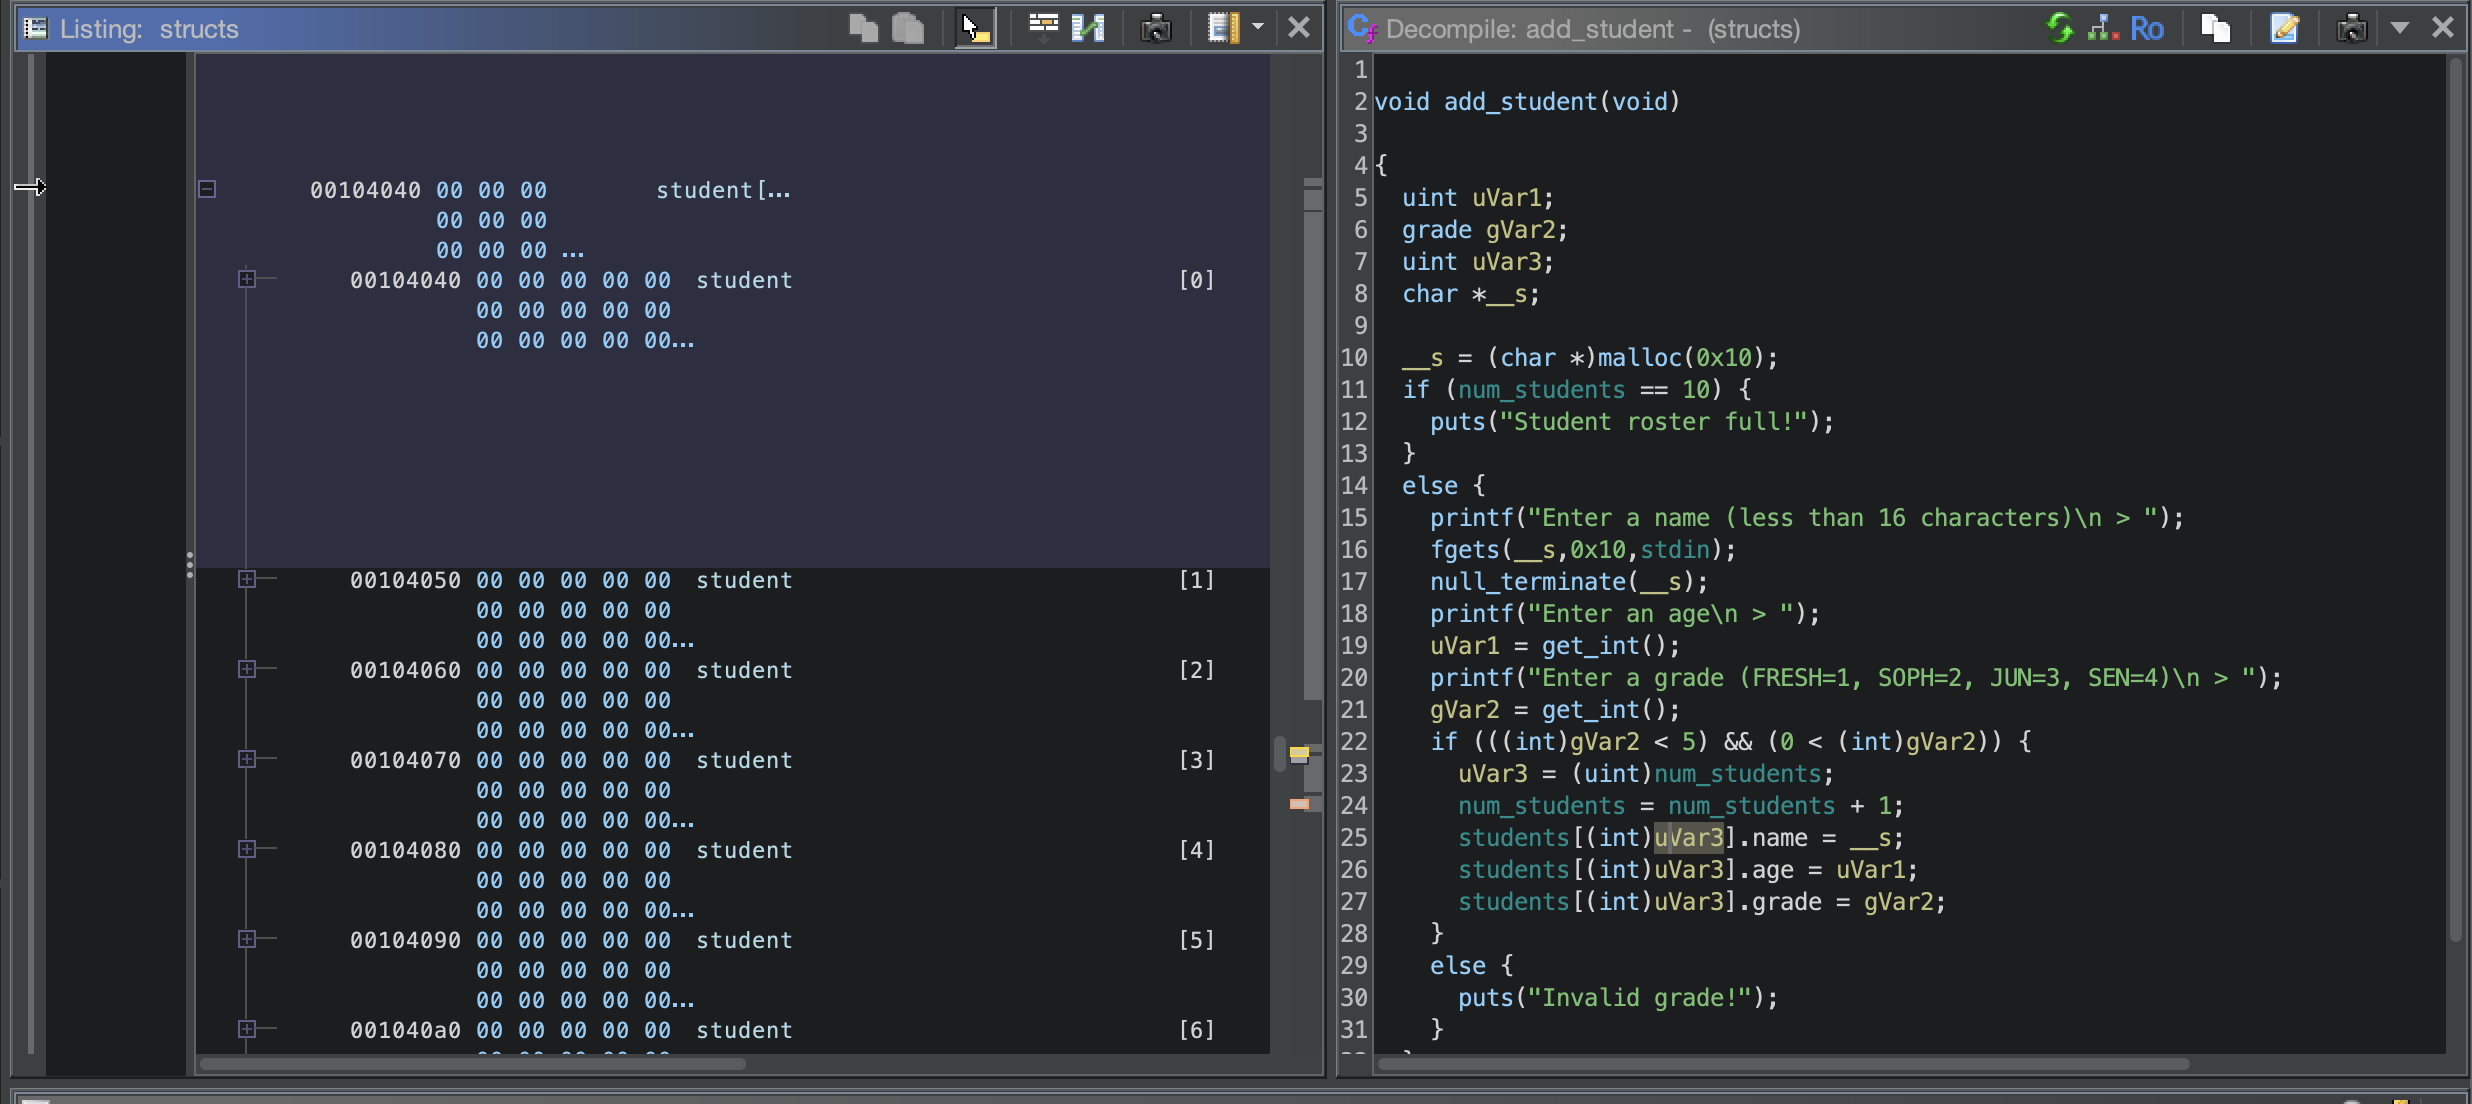 Listing: structs
00104040 00 00 00 student[...
00 00 00
00 00 00 ...
00104040 00 00 00 00 00 student [0]
00 00 00 00 00
00 00 00 00 00...
00104050 00 00 00 00 00 student [1]
00 00 00 00 00
00 00 00 00 00...
00104060 00 00 00 00 00 student [2]
00 00 00 00 00
00 00 00 00 00...
00104070 00 00 00 00 00 student [3]
00 00 00 00 00
00 00 00 00 00...
00104080 00 00 00 00 00 student [4]
00 00 00 00 00
00 00 00 00 00...
00104090 00 00 00 00 00 student [5]
00 00 00 00 00
00 00 00 00 00...
001040a0 00 00 00 00 00 student [6]
Decompile: add_student - (structs)
Ro
1
2 void add_student(void)
3
4 {
5 uint uVar1;
6 grade gVar2;
7 uint uVar3;
8 char *__s;
9
10 __s = (char *)malloc(0x10);
11 if (num_students == 10) {
12 puts("Student roster full!");
13 }
14 else {
15 printf("Enter a name (less than 16 characters)\n > ");
16 fgets(__s,0x10,stdin);
17 null_terminate(__s);
18 printf("Enter an age\n > ");
19 uVar1 = get_int();
20 printf("Enter a grade (FRESH=1, SOPH=2, JUN=3, SEN=4)\n > ");
21 gVar2 = get_int();
22 if (((int)gVar2 < 5) && (0 < (int)gVar2)) {
23 uVar3 = (uint)num_students;
24 num_students = num_students + 1;
25 students[(int)uVar3].name = __s;
26 students[(int)uVar3].age = uVar1;
27 students[(int)uVar3].grade = gVar2;
28 }
29 else {
30 puts("Invalid grade!");
31 }